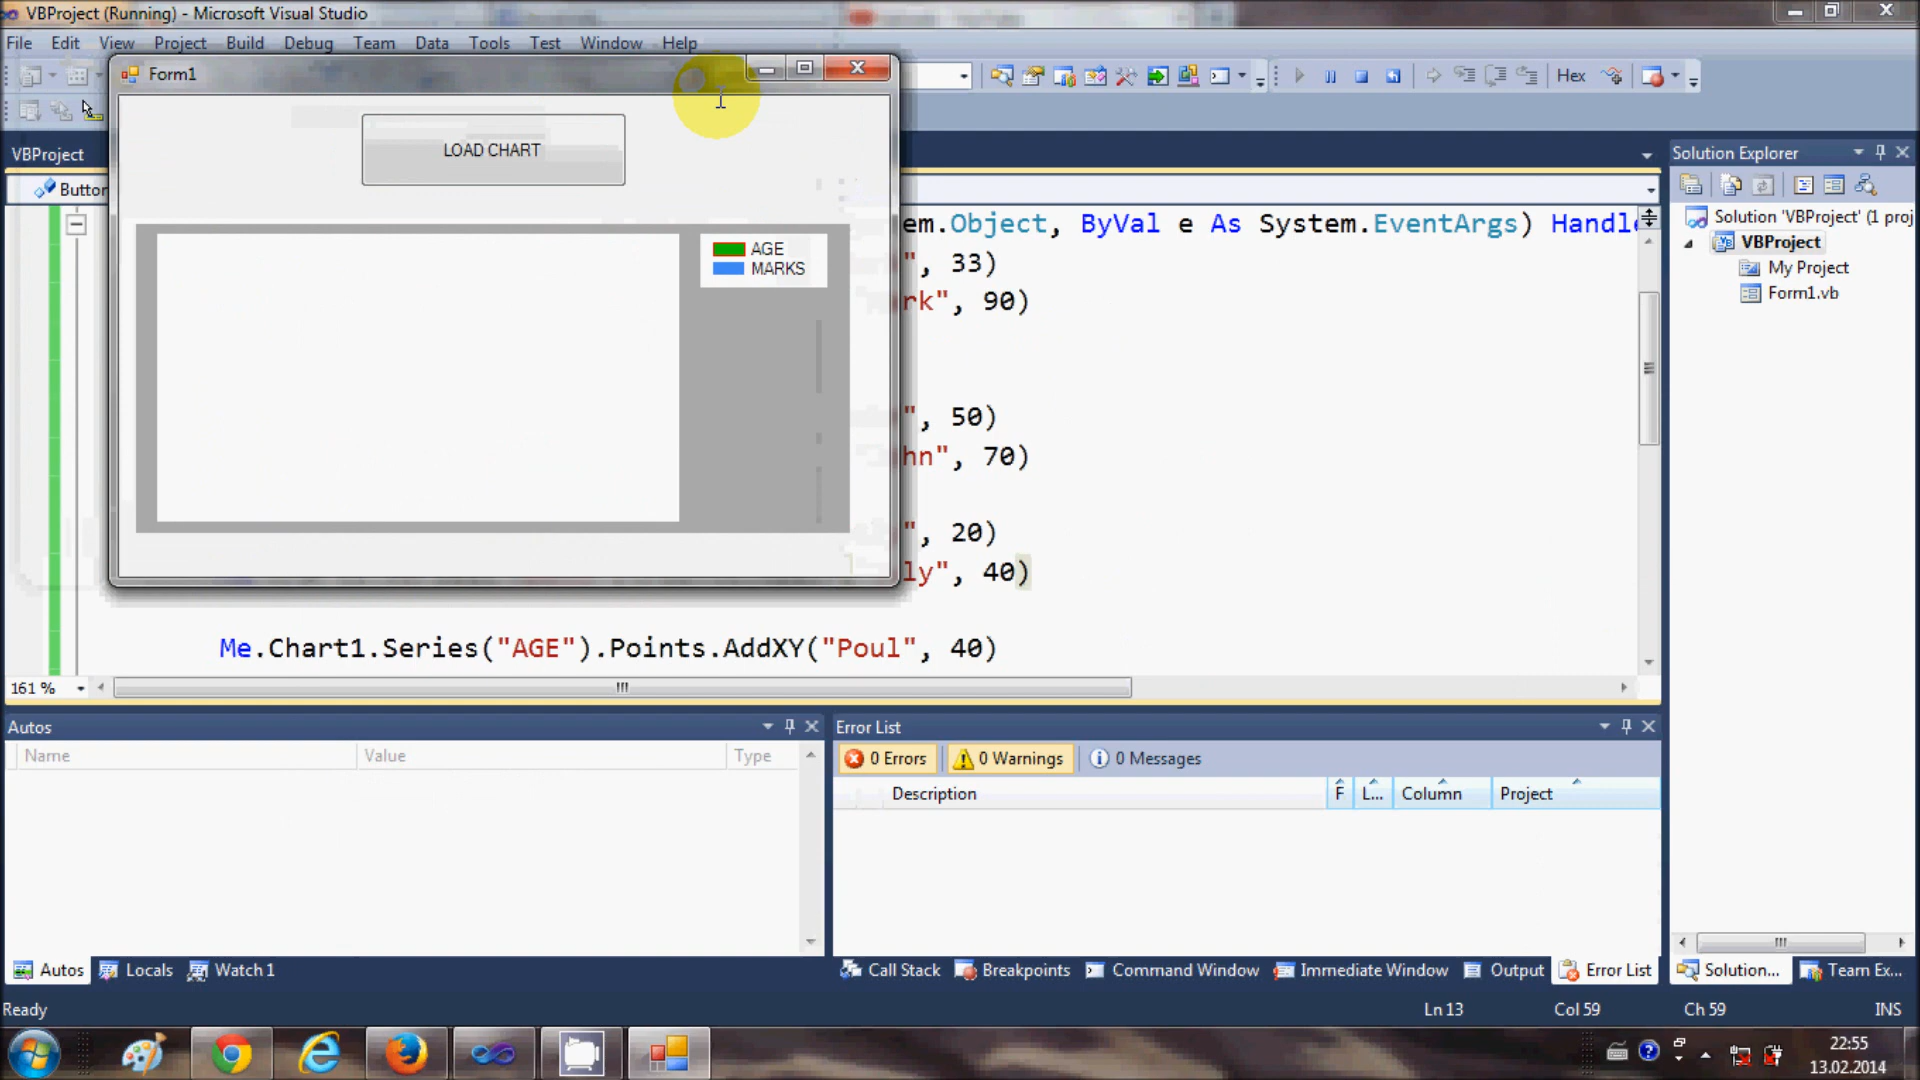 VBProject (Running) - Microsoft Visual Studio
File Edit View Project Build Debug Team Data Tools Test Window Help
Form1
Hex
LOAD CHART
VBProject
Solution Explorer
Button
em.Object, ByVal e As System.EventArgs) Handle
", 33)
rk", 90)
AGE
MARKS
", 50)
hn", 70)
", 20)
ly", 40)
Me.Chart1.Series("AGE").Points.AddXY("Poul", 40)
Solution 'VBProject' (1 proj
VBProject
My Project
Form1.vb
161 %
Autos
Name Value Type
Error List
0 Errors 0 Warnings 0 Messages
Description F L... Column Project
Autos Locals Watch 1
Call Stack Breakpoints Command Window Immediate Window Output Error List
Solution... Team Ex...
Ready Ln 13 Col 59 Ch 59 INS
22:55
13.02.2014